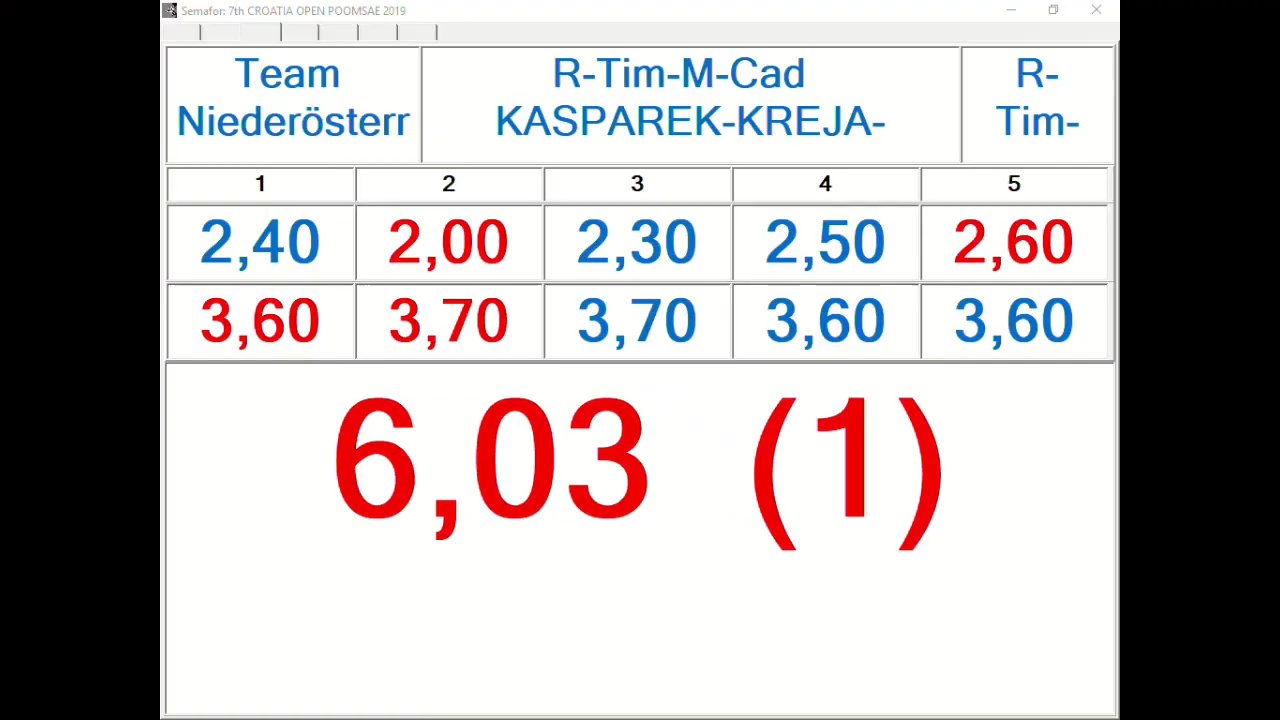 Semafor: 7th CROATIA OPEN POOMSAE 2019
Team R-Tim-M-Cad R-
Niederösterr KASPAREK-KREJA- Tim-
1 2 3 4 5
2,40 2,00 2,30 2,50 2,60
3,60 3,70 3,70 3,60 3,60
6,03 (1)